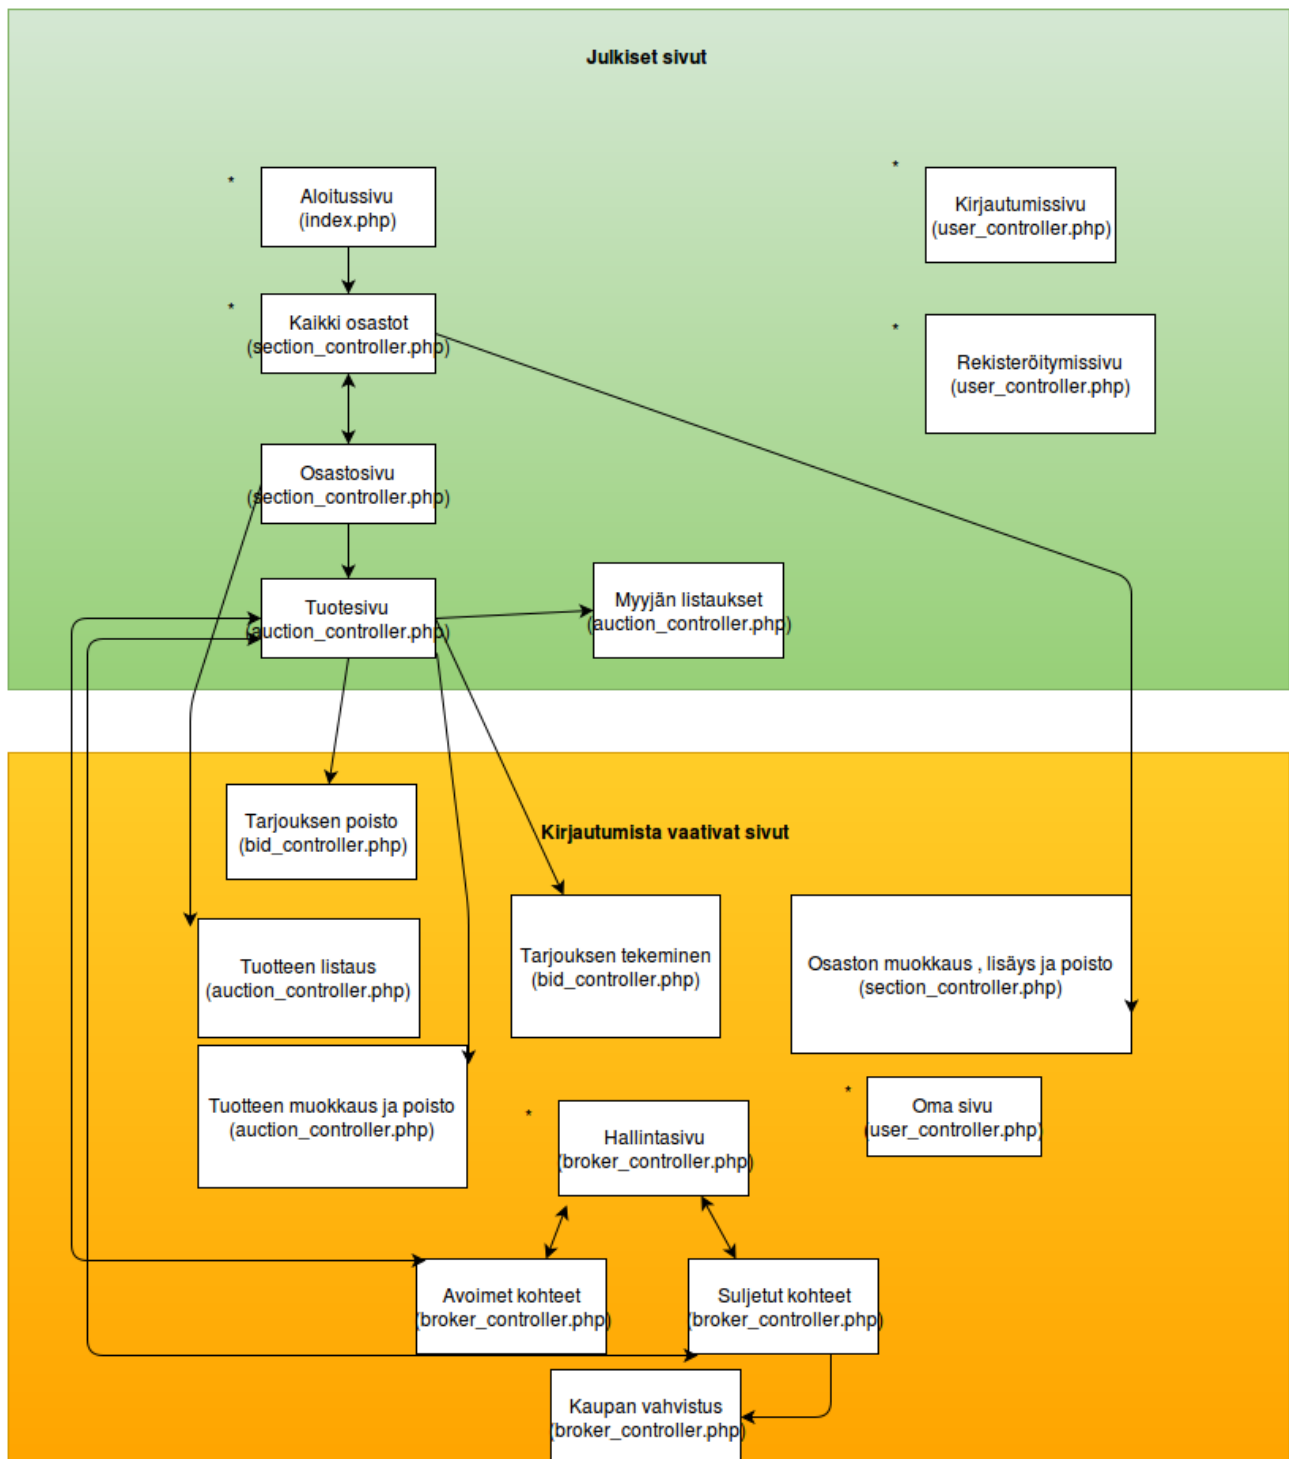 Julkiset sivut
*
Aloitussivu
(index.php)
*
Kirjautumissivu
(user_controller.php)
*
Kaikki osastot
(section_controller.php)
*
Rekisteröitymissivu
(user_controller.php)
Osastosivu
(section_controller.php)
Tuotesivu
(auction_controller.php)
Myyjän listaukset
(auction_controller.php)
Kirjautumista vaativat sivut
Tarjouksen poisto
(bid_controller.php)
Tuotteen listaus
(auction_controller.php)
Tarjouksen tekeminen
(bid_controller.php)
Osaston muokkaus , lisäys ja poisto
(section_controller.php)
Tuotteen muokkaus ja poisto
(auction_controller.php)
*
Hallintasivu
(broker_controller.php)
*
Oma sivu
(user_controller.php)
Avoimet kohteet
(broker_controller.php)
Suljetut kohteet
(broker_controller.php)
Kaupan vahvistus
(broker_controller.php)